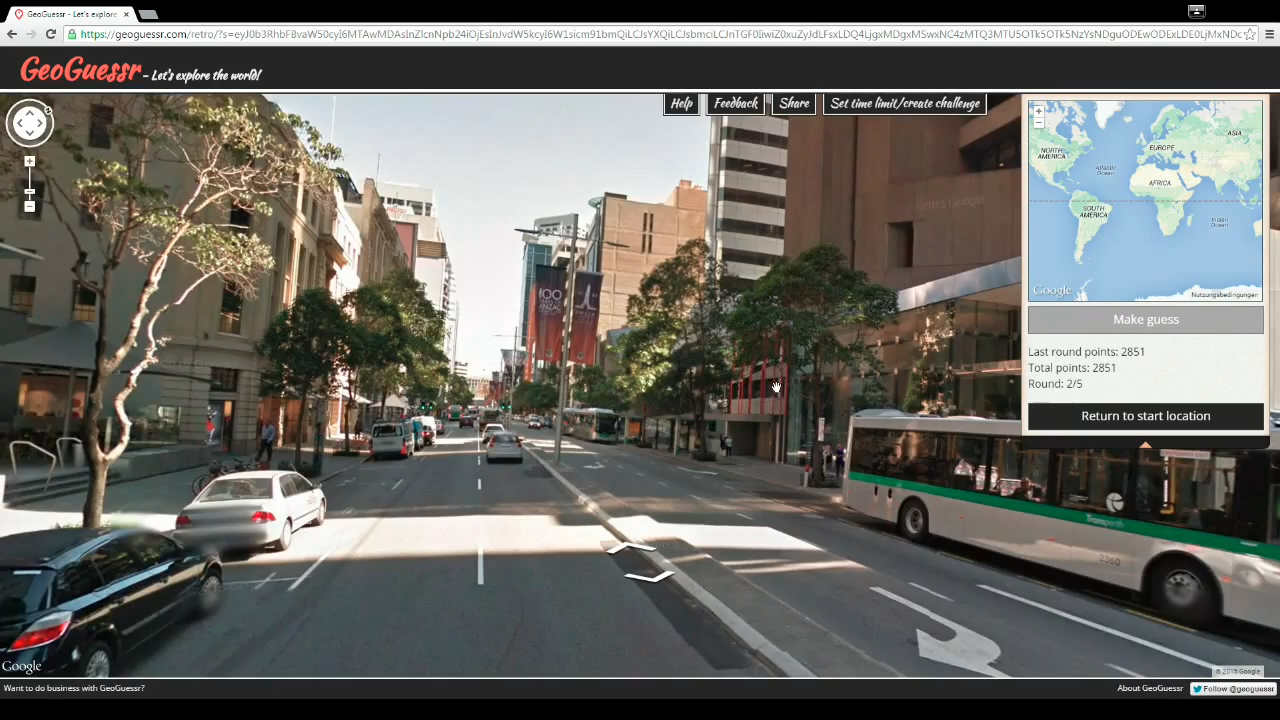 GeoGuessr - Let's explore
https://geoguessr.com/retro/?s=
GeoGuessr - Let's explore the world!
Help
Feedback
Share
Set time limit/create challenge
NORTH AMERICA
EUROPE
ASIA
Atlantic Ocean
AFRICA
SOUTH AMERICA
Indian Ocean
Google
Nutzungsbedingungen
Make guess
Last round points: 2851
Total points: 2851
Round: 2/5
Return to start location
100
ANZAC
Transperth
Google
© 2015 Google
Want to do business with GeoGuessr?
About GeoGuessr
Follow @geoguessr